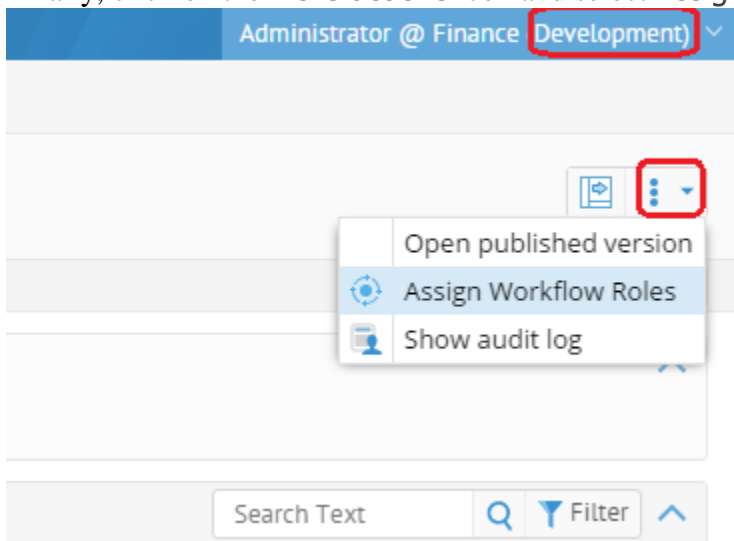 Administrator @ Finance (Development)
Open published version
Assign Workflow Roles
Show audit log
Search Text
Filter